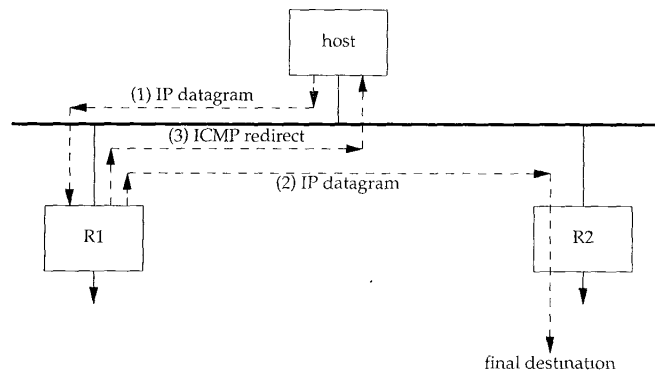 host
(1) IP datagram
(3) ICMP redirect
(2) IP datagram
R1
R2
final destination